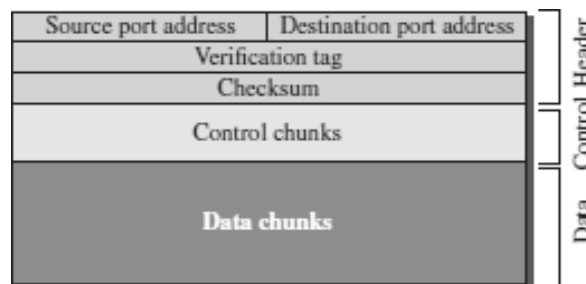 Source port address Destination port address
Verification tag
Checksum
Control chunks
Data chunks
Header
Control
Data